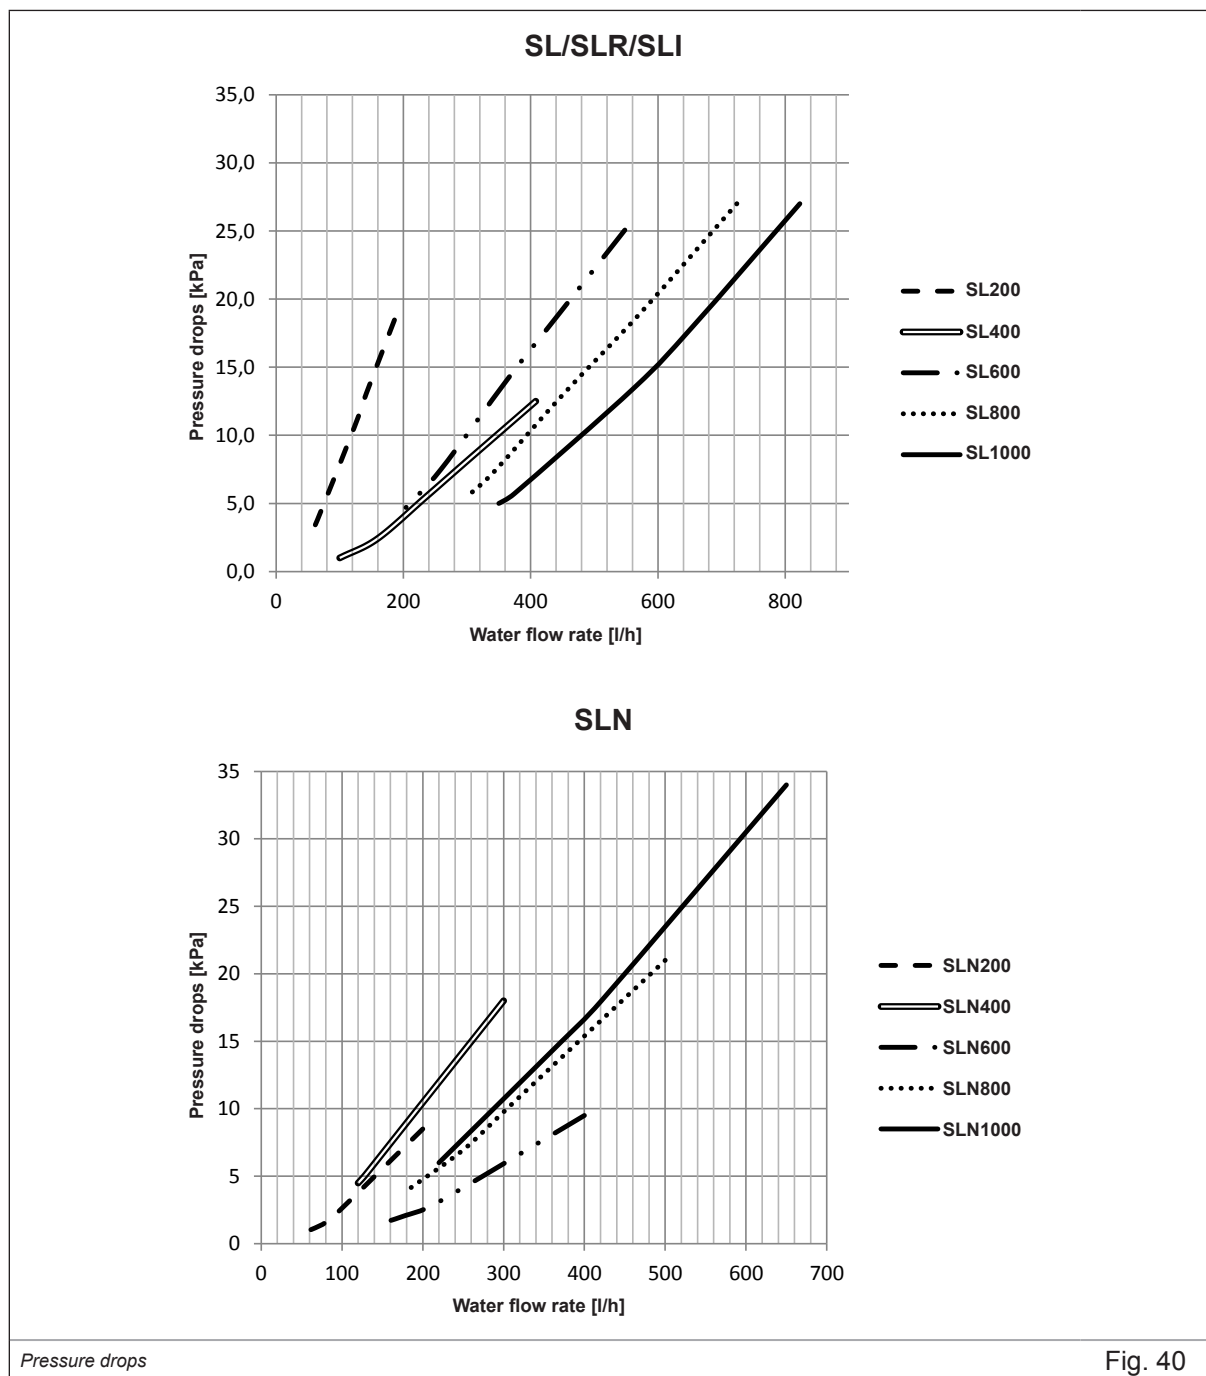 SL/SLR/SLI
35,0
30,0
25,0
20,0
15,0
10,0
5,0
0,0
Pressure drops [kPa]
0 200 400 600 800
Water flow rate [l/h]
SL200
SL400
SL600
SL800
SL1000
SLN
35
30
25
20
15
10
5
0
Pressure drops [kPa]
0 100 200 300 400 500 600 700
Water flow rate [l/h]
SLN200
SLN400
SLN600
SLN800
SLN1000
Pressure drops
Fig. 40